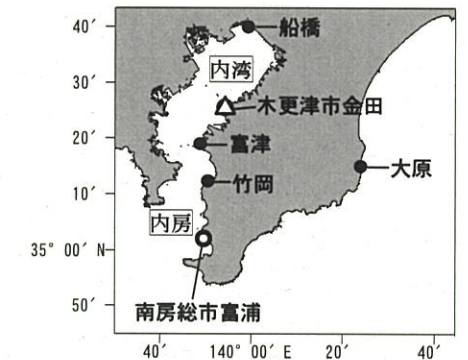 40′
船橋
内湾
30′
木更津市金田
20′
富津
大原
10′
竹岡
内房
35° 00′ N
50′
南房総市富浦
40′
140° 00′ E
20′
40′